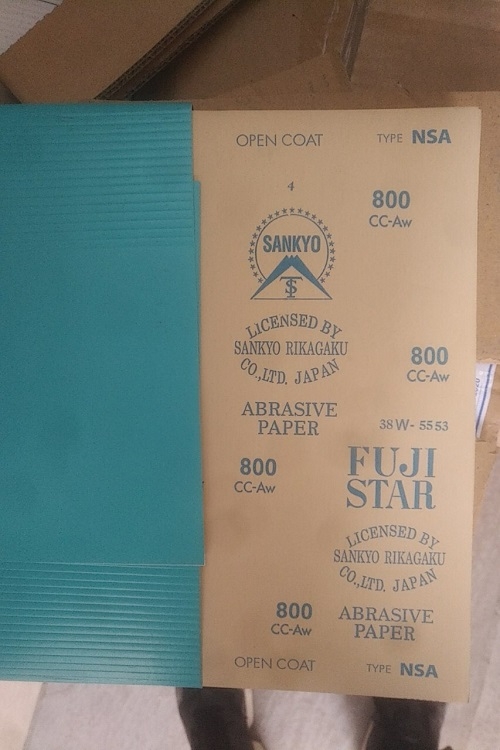 OPEN COAT TYPE NSA
4
800
CC-Aw
SANKYO
TS
LICENSED BY
SANKYO RIKAGAKU
CO.,LTD. JAPAN
800
CC-Aw
ABRASIVE
PAPER
38W-5553
800
CC-Aw
FUJI
STAR
LICENSED BY
SANKYO RIKAGAKU
CO.,LTD. JAPAN
800
CC-Aw
ABRASIVE
PAPER
OPEN COAT TYPE NSA